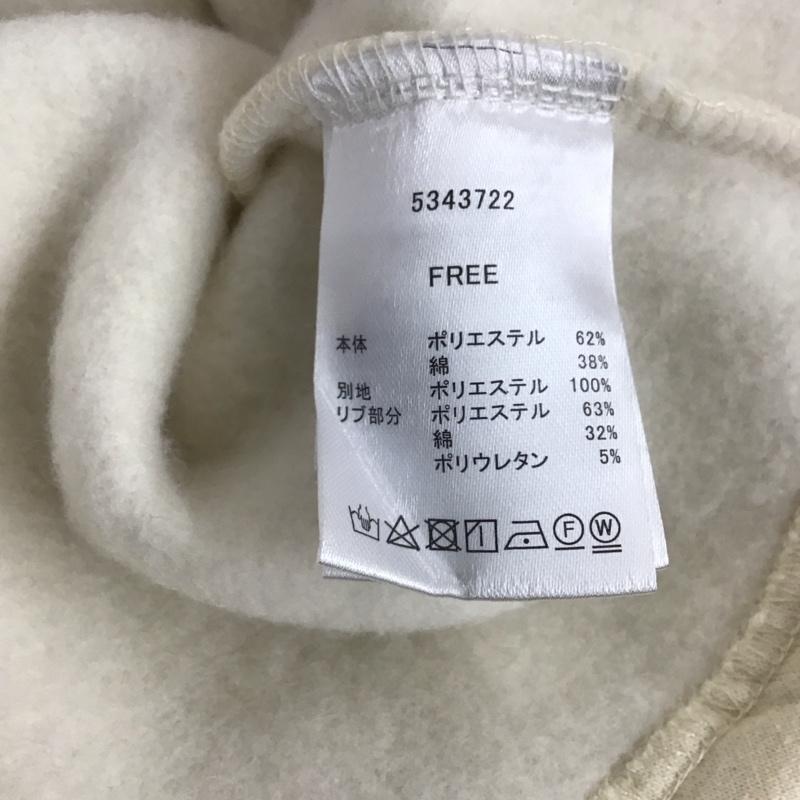 5343722
FREE
本体 ポリエステル 62%
綿 38%
別地 ポリエステル 100%
リブ部分 ポリエステル 63%
綿 32%
ポリウレタン 5%
F W